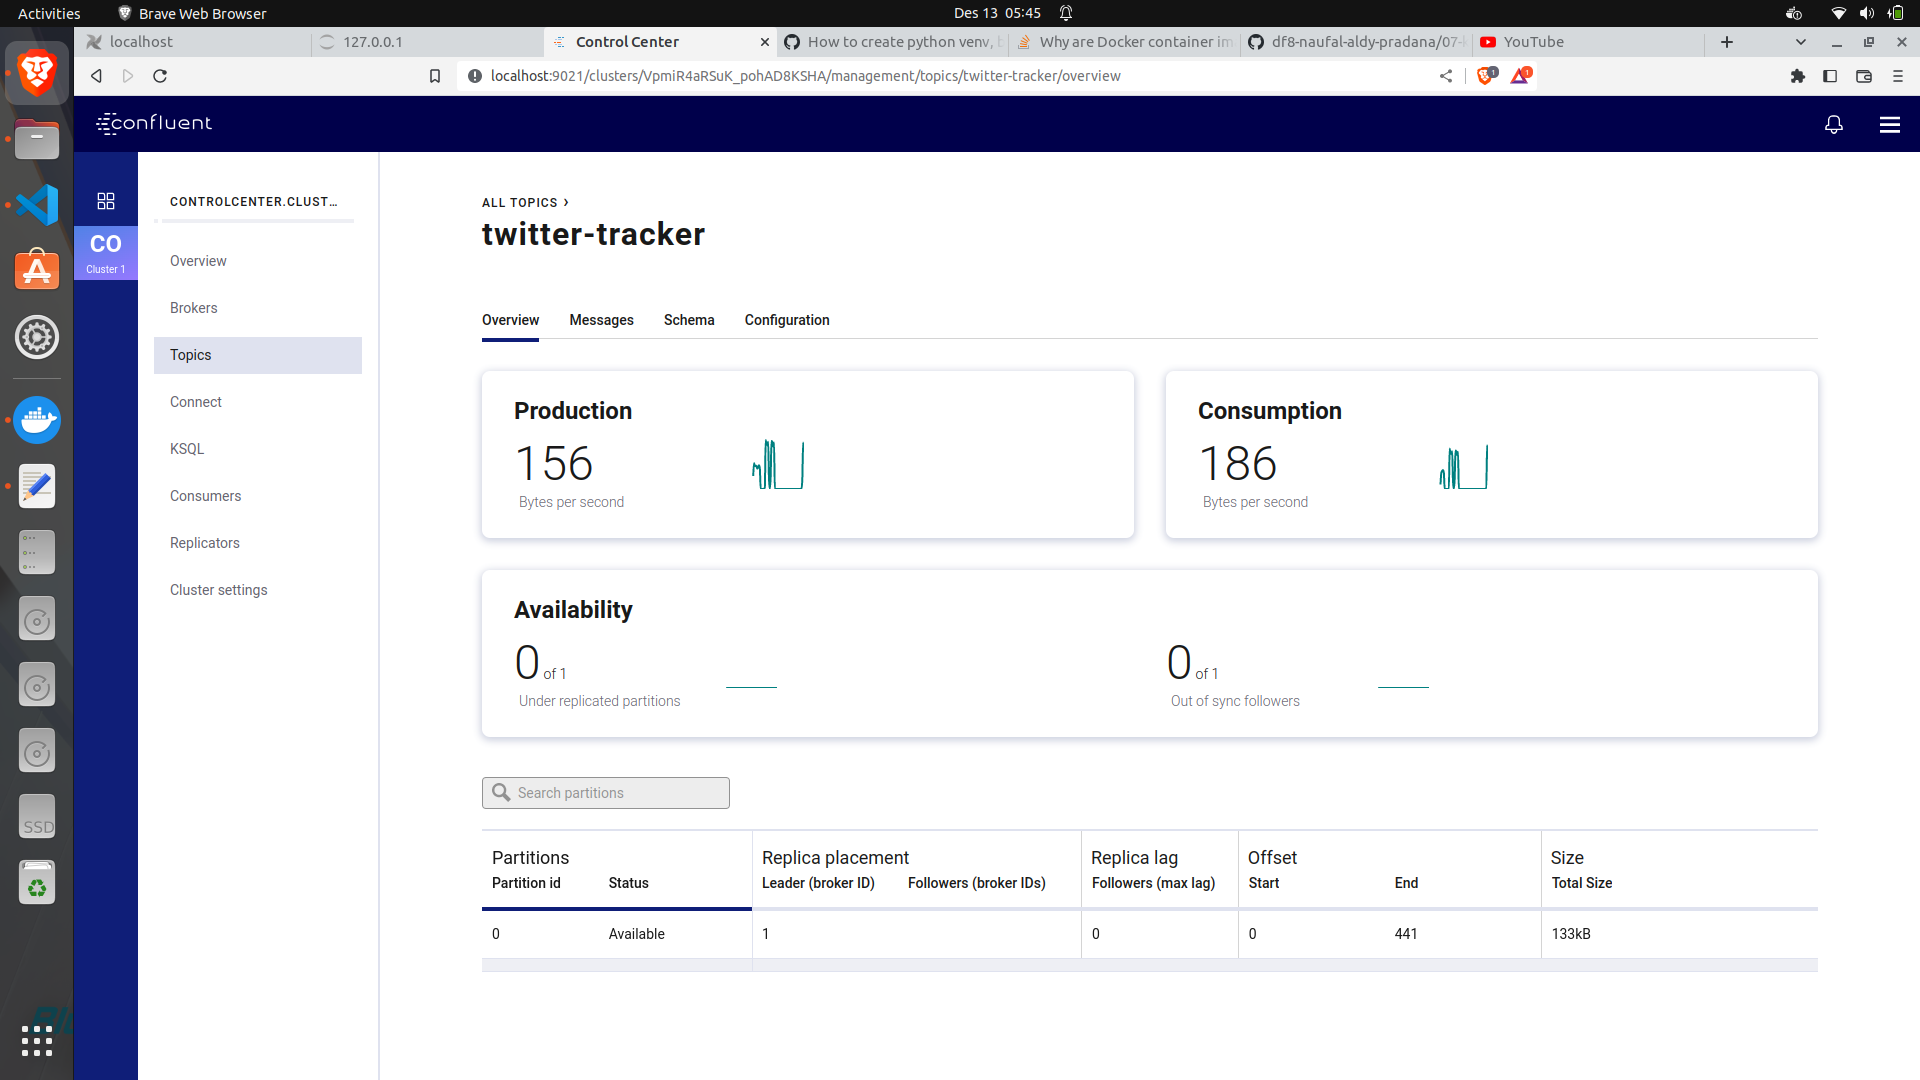 Activities
Brave Web Browser
Des 13 05:45
localhost
127.0.0.1
Control Center
How to create python venv,
Why are Docker container im
df8-naufal-aldy-pradana/07-
YouTube
localhost:9021/clusters/VpmiR4aRSuK_pohAD8KSHA/management/topics/twitter-tracker/overview
1
1
confluent
CO
Cluster 1
CONTROLCENTER.CLUST...
Overview
Brokers
Topics
Connect
KSQL
Consumers
Replicators
Cluster settings
ALL TOPICS ›
twitter-tracker
Overview Messages Schema Configuration
Production
156
Bytes per second
Consumption
186
Bytes per second
Availability
0 of 1
Under replicated partitions
0 of 1
Out of sync followers
Search partitions
Partitions Replica placement Replica lag Offset Size
Partition id Status Leader (broker ID) Followers (broker IDs) Followers (max lag) Start End Total Size
0 Available 1 0 0 441 133kB
SSD